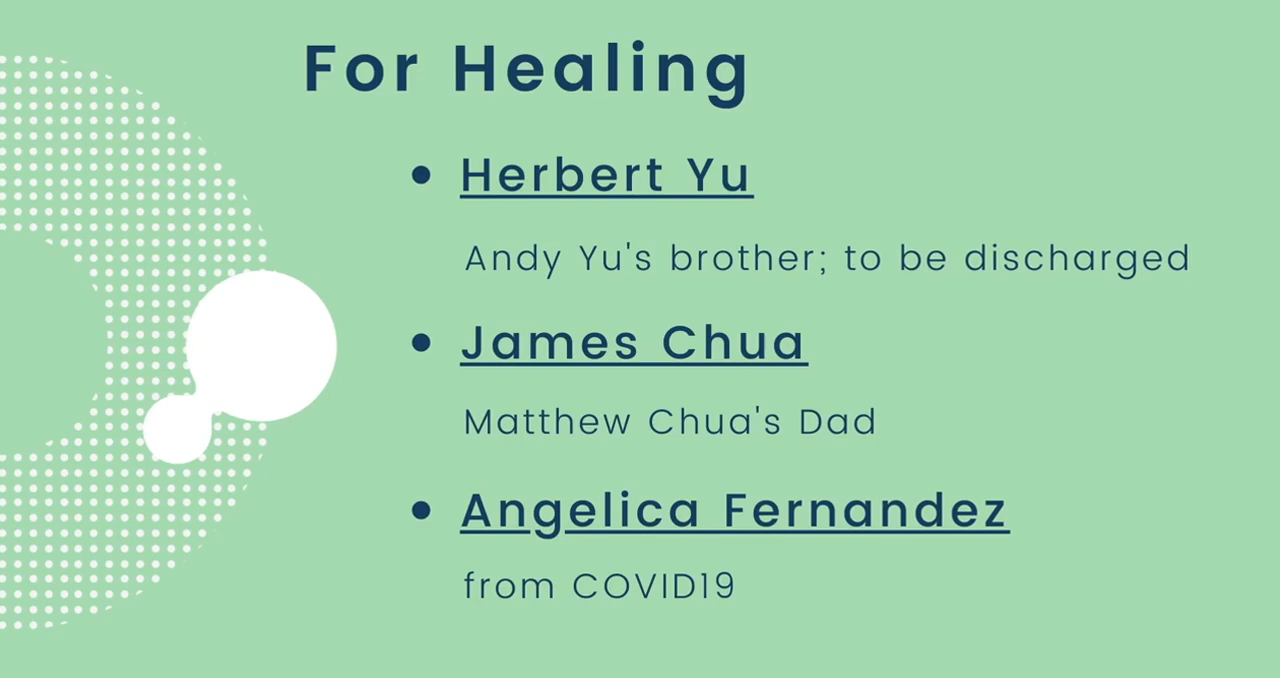 For Healing
• Herbert Yu
Andy Yu's brother; to be discharged
• James Chua
Matthew Chua's Dad
• Angelica Fernandez
from COVID19